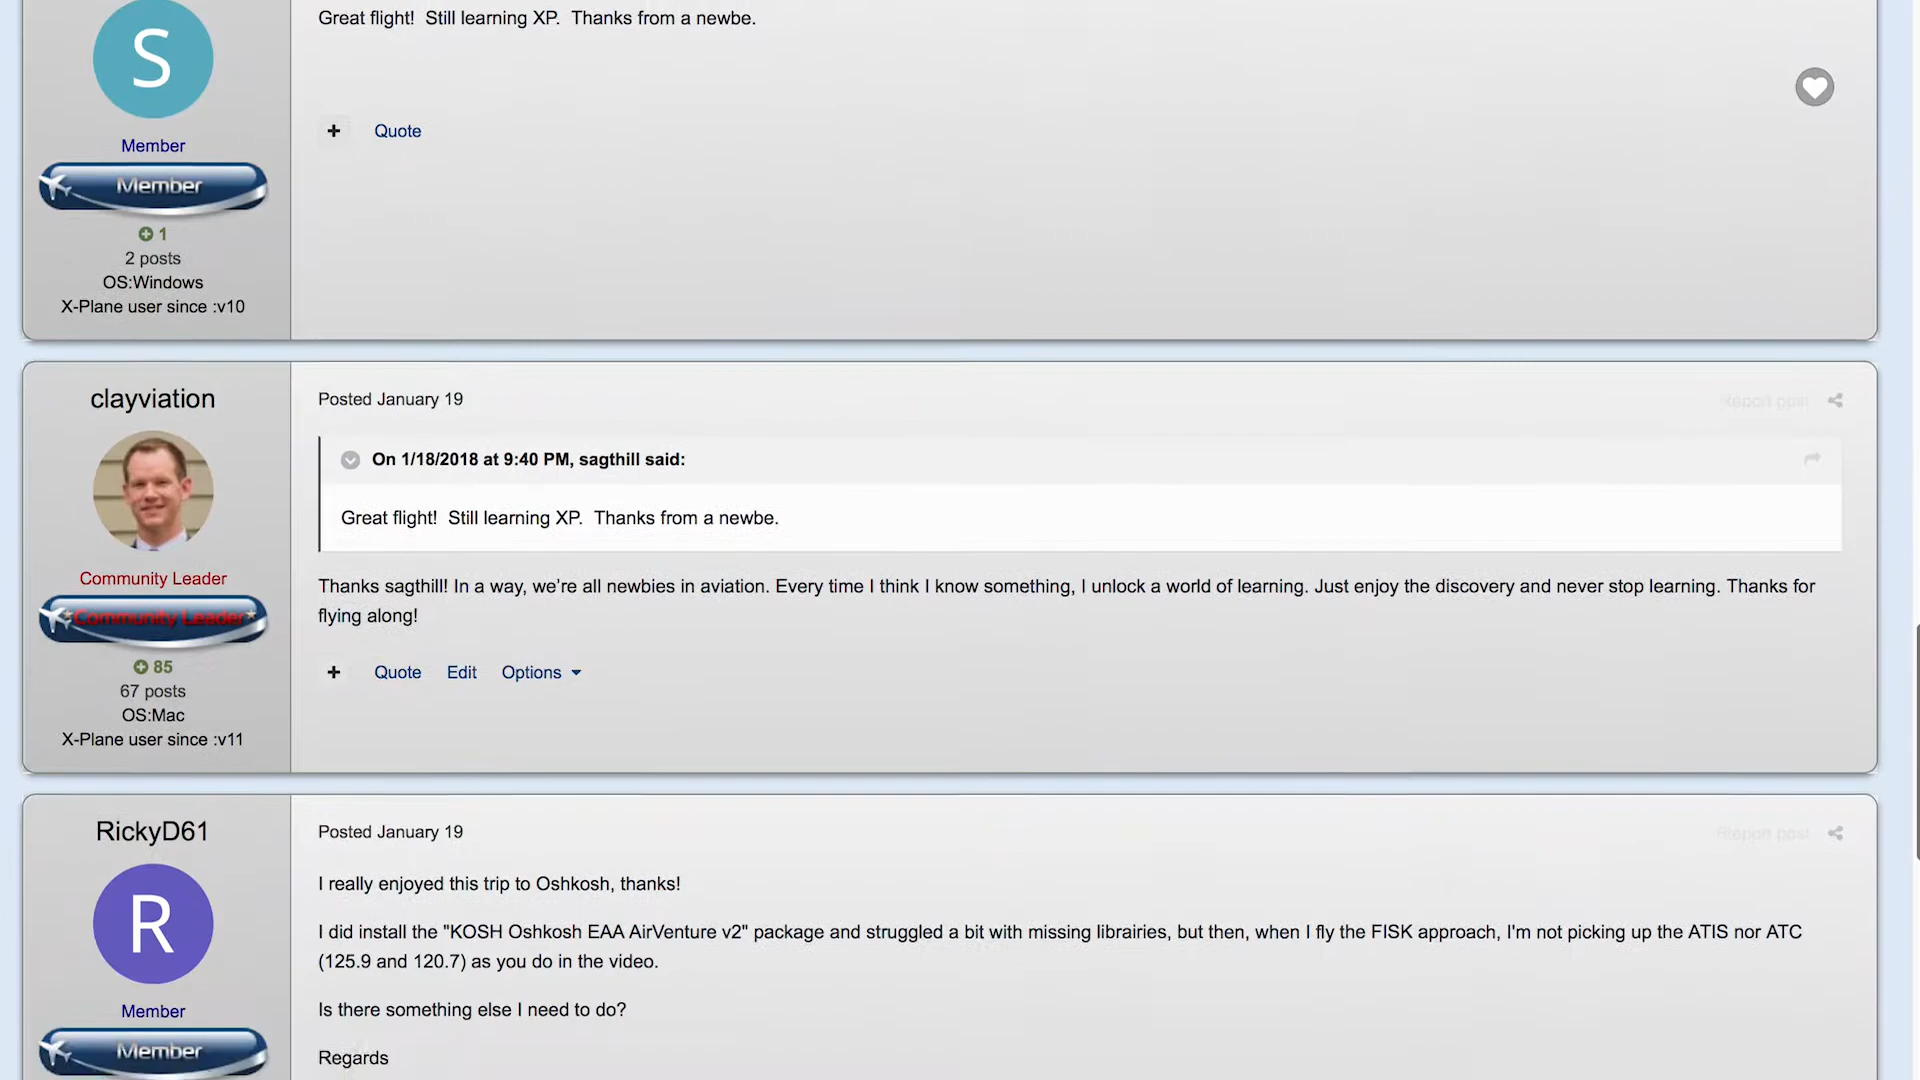 Great flight!  Still learning XP.  Thanks from a newbe.
S
+ Quote
Member
Member
1
2 posts
OS:Windows
X-Plane user since :v10
clayviation
Posted January 19
Report post
On 1/18/2018 at 9:40 PM, sagthill said:
Great flight!  Still learning XP.  Thanks from a newbe.
Community Leader
Community Leader
Thanks sagthill! In a way, we're all newbies in aviation. Every time I think I know something, I unlock a world of learning. Just enjoy the discovery and never stop learning. Thanks for
flying along!
+ Quote Edit Options
85
67 posts
OS:Mac
X-Plane user since :v11
RickyD61
Posted January 19
Report post
R
I really enjoyed this trip to Oshkosh, thanks!
I did install the "KOSH Oshkosh EAA AirVenture v2" package and struggled a bit with missing librairies, but then, when I fly the FISK approach, I'm not picking up the ATIS nor ATC
(125.9 and 120.7) as you do in the video.
Is there something else I need to do?
Member
Member
Regards